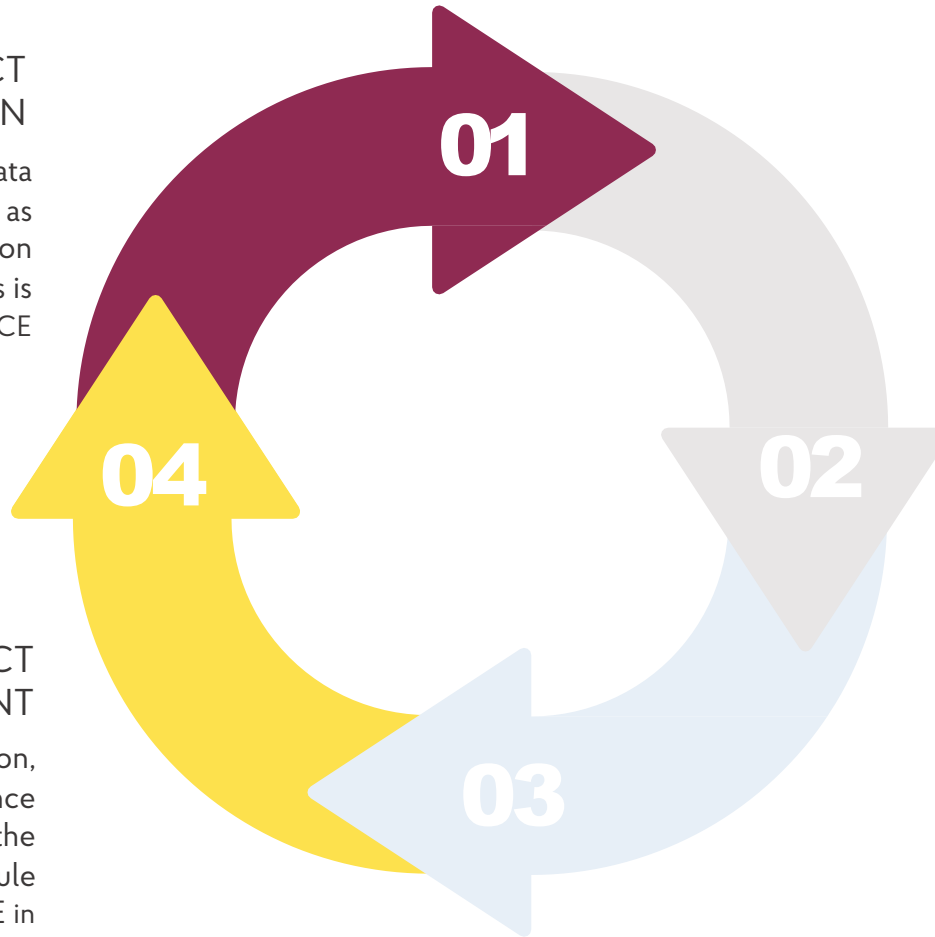 CT
N
ata
as
on
s is
CE
01
02
03
04
CT
NT
on,
nce
the
ule
E in